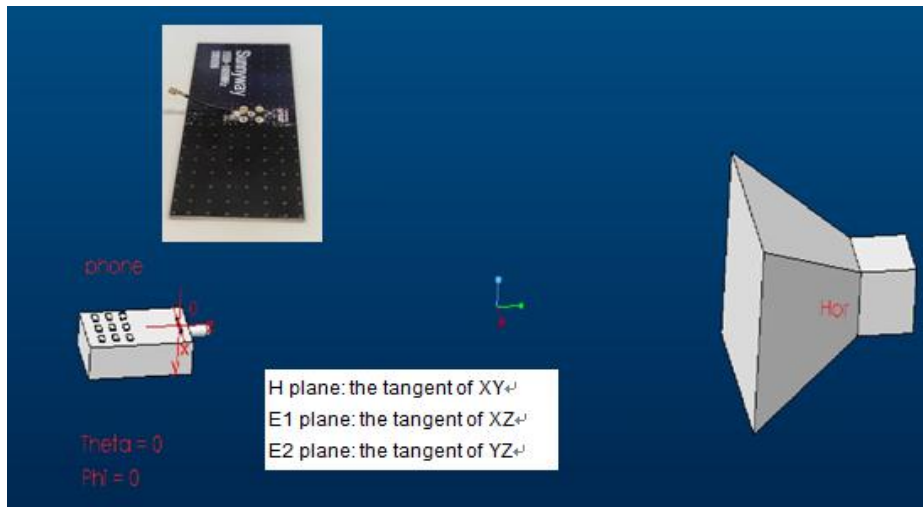 Sunnyway
phone
Hor
H plane: the tangent of XY↵
E1 plane: the tangent of XZ↵
E2 plane: the tangent of YZ↵
Theta = 0
Phi = 0